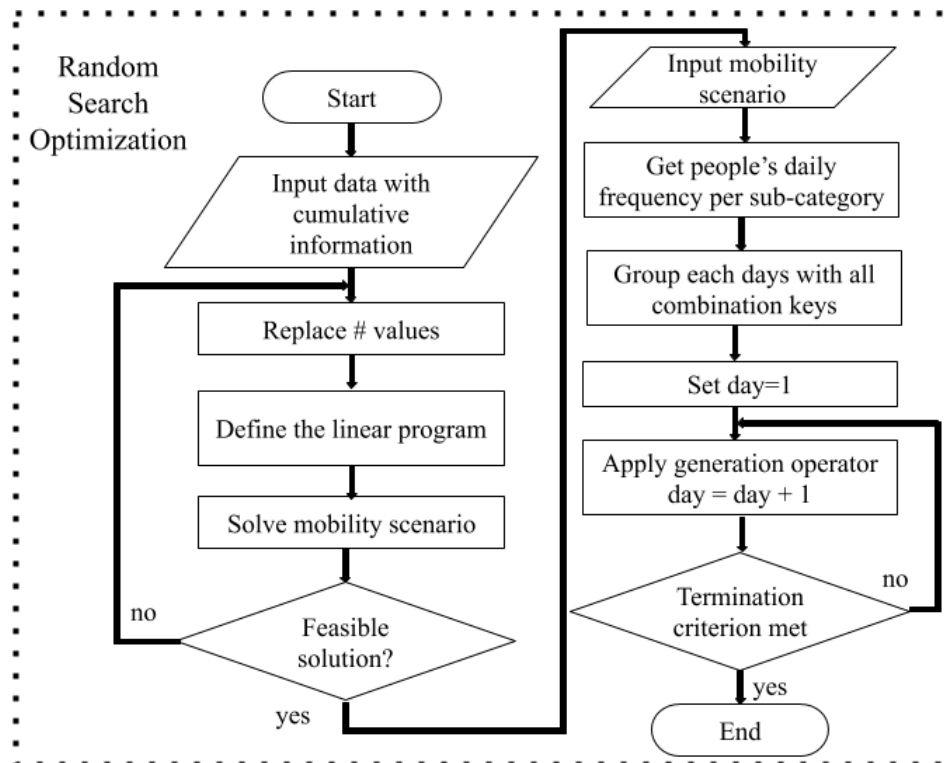 Random
Search
Optimization
Start
Input data with
cumulative
information
Replace # values
Define the linear program
Solve mobility scenario
Feasible
solution?
no
yes
Input mobility
scenario
Get people's daily
frequency per sub-category
Group each days with all
combination keys
Set day=1
Apply generation operator
day = day + 1
Termination
criterion met
no
yes
End